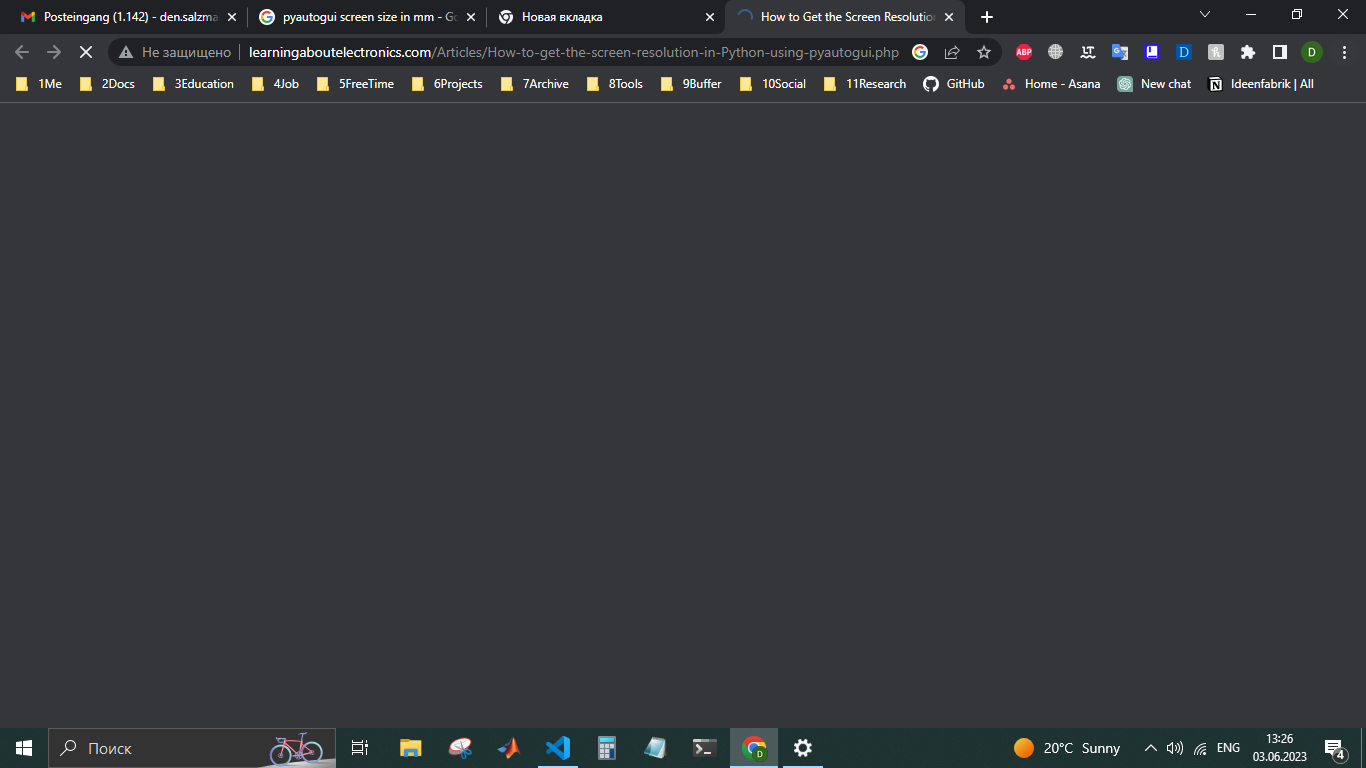 Posteingang (1.142) - den.salzma
pyautogui screen size in mm - Go
Новая вкладка
How to Get the Screen Resolution
Не защищено
learningaboutelectronics.com/Articles/How-to-get-the-screen-resolution-in-Python-using-pyautogui.php
ABP
D
D
1Me
2Docs
3Education
4Job
5FreeTime
6Projects
7Archive
8Tools
9Buffer
10Social
11Research
GitHub
Home - Asana
New chat
Ideenfabrik | All
Поиск
D
20°C Sunny
ENG
13:26
03.06.2023
4